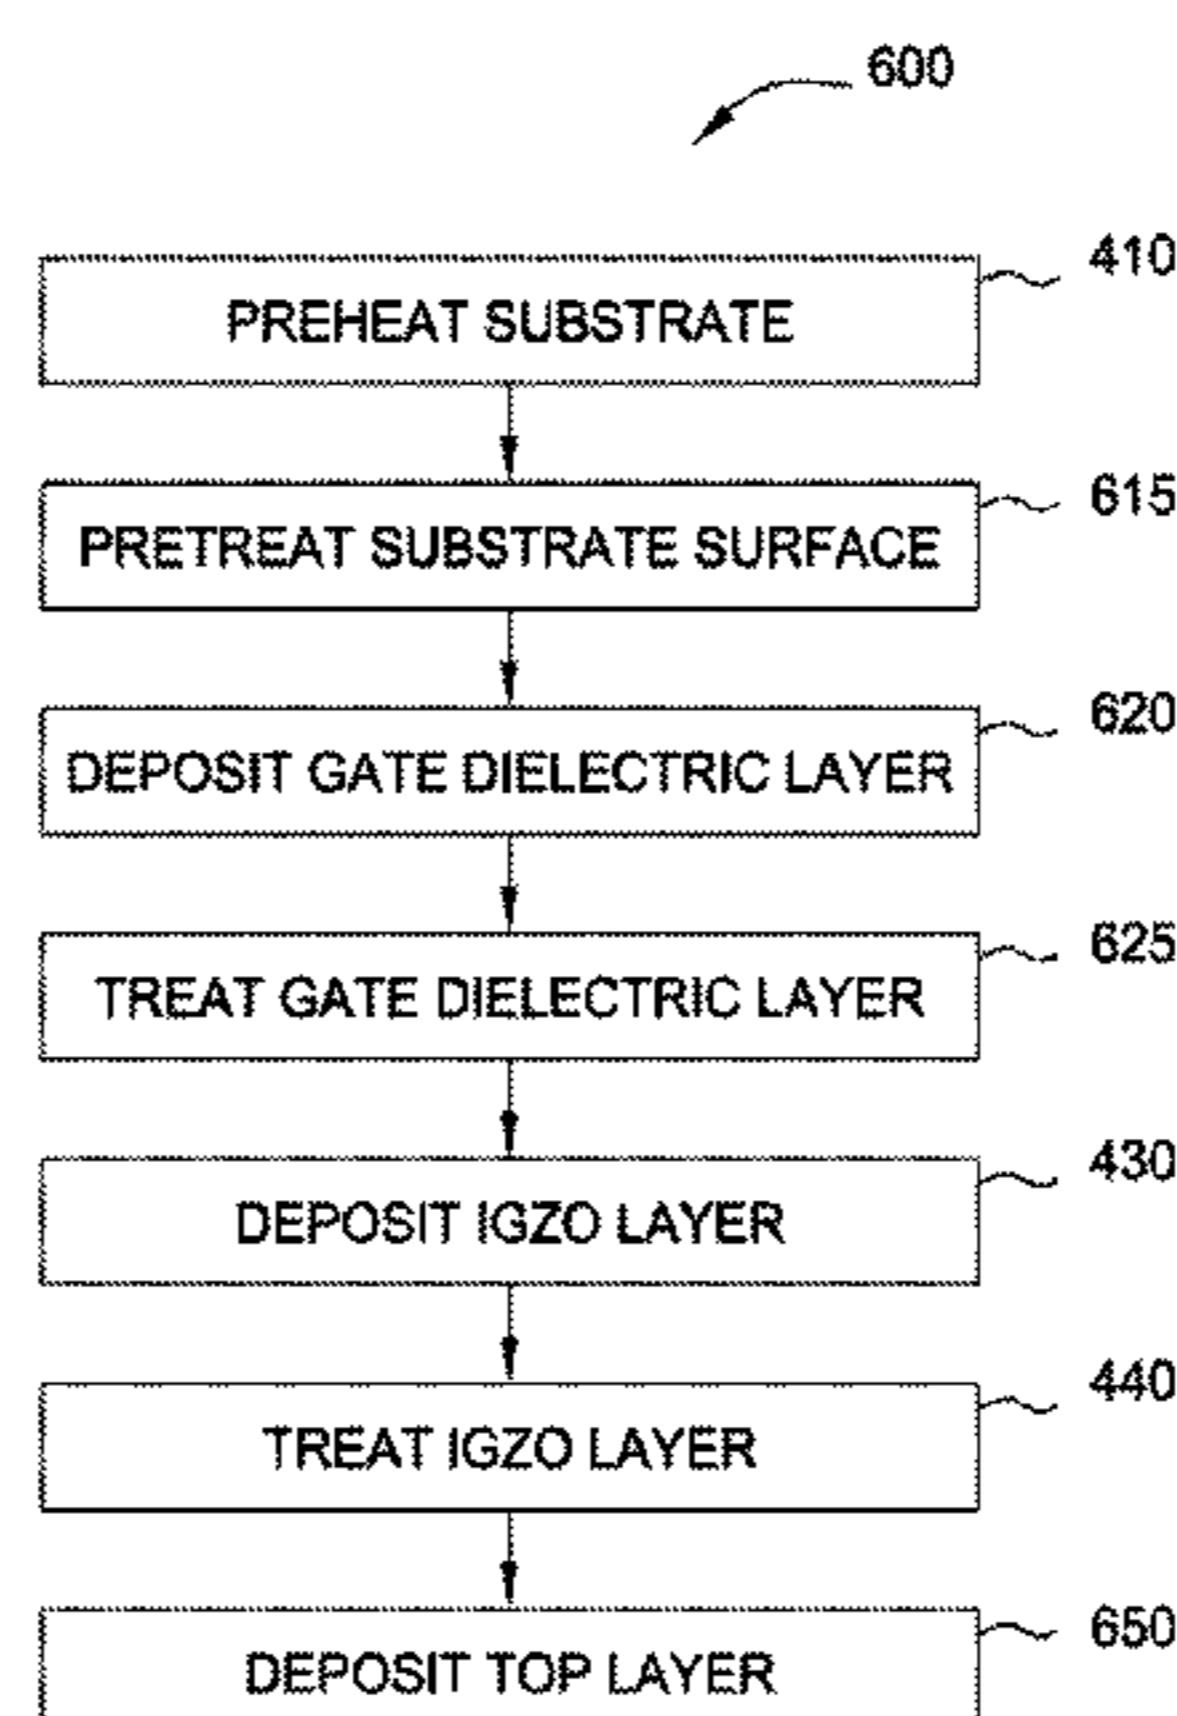 600
410
PREHEAT SUBSTRATE
615
PRETREAT SUBSTRATE SURFACE
620
DEPOSIT GATE DIELECTRIC LAYER
625
TREAT GATE DIELECTRIC LAYER
430
DEPOSIT IGZO LAYER
440
TREAT IGZO LAYER
650
DEPOSIT TOP LAYER